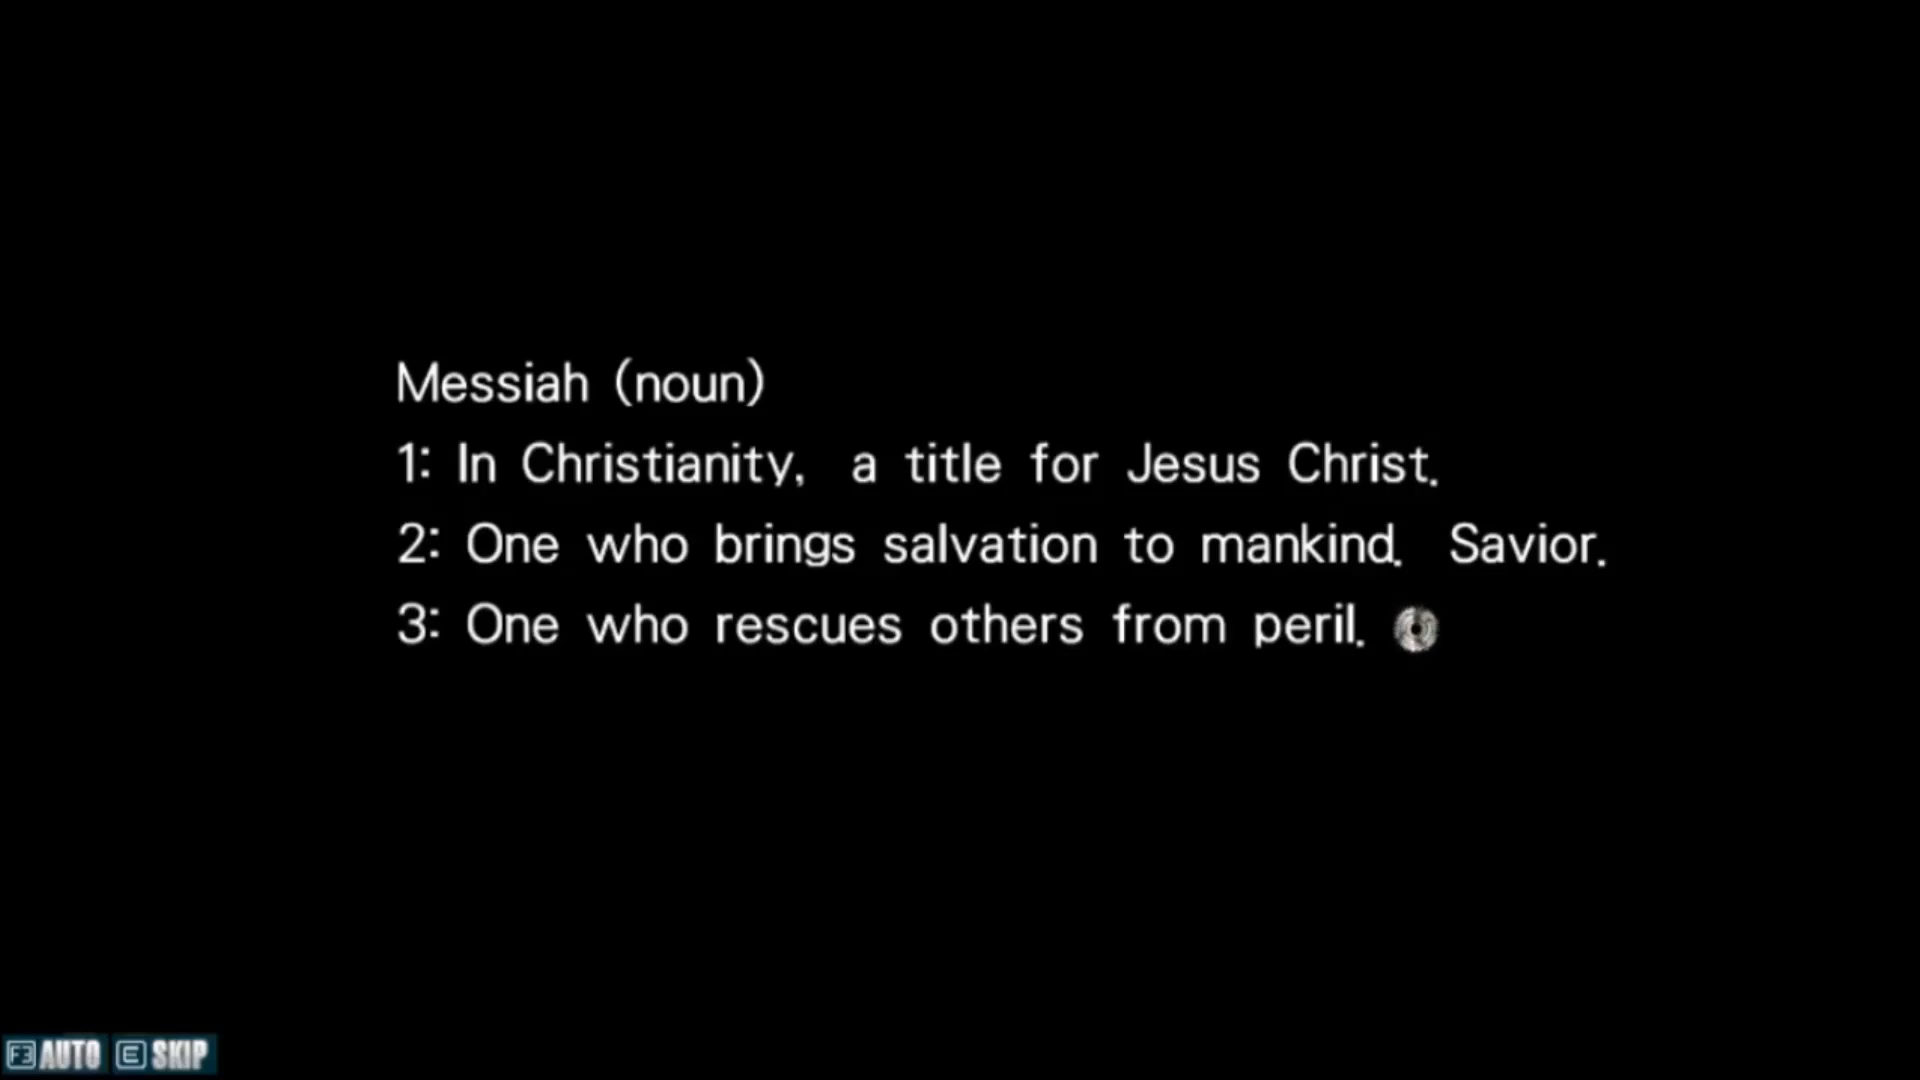 Messiah (noun)
1: In Christianity, a title for Jesus Christ.
2: One who brings salvation to mankind. Savior.
3: One who rescues others from peril.
F3 AUTO E SKIP